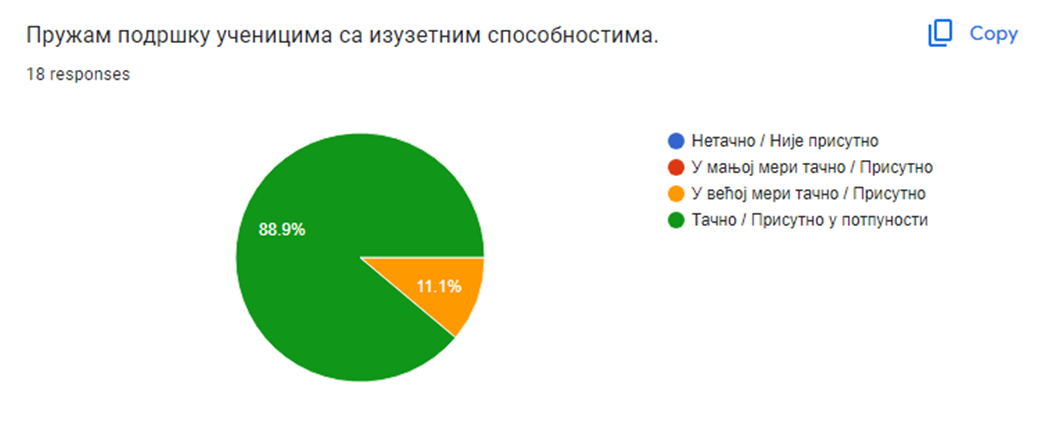 Пружам подршку ученицима са изузетним способностима.
Copy
18 responses
Нетачно / Није присутно
У мањој мери тачно / Присутно
У већој мери тачно / Присутно
Тачно / Присутно у потпуности
88.9%
11.1%